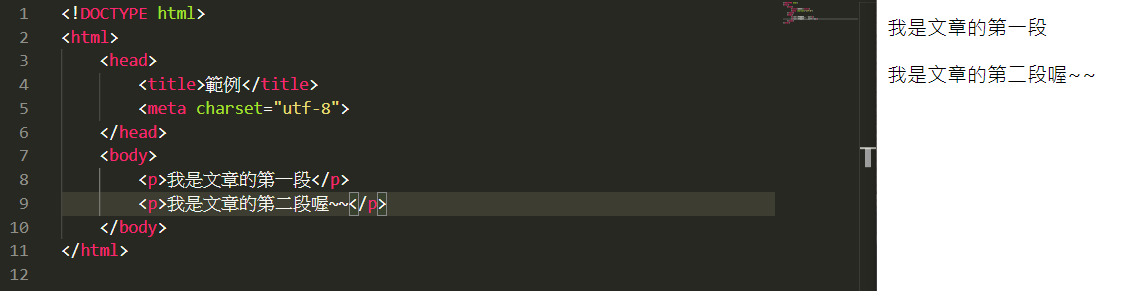 1 <!DOCTYPE html>
2 <html>
3 <head>
4 <title>範例</title>
5 <meta charset="utf-8">
6 </head>
7 <body>
8 <p>我是文章的第一段</p>
9 <p>我是文章的第二段喔~~</p>
10 </body>
11 </html>
12
我是文章的第一段
我是文章的第二段喔~~